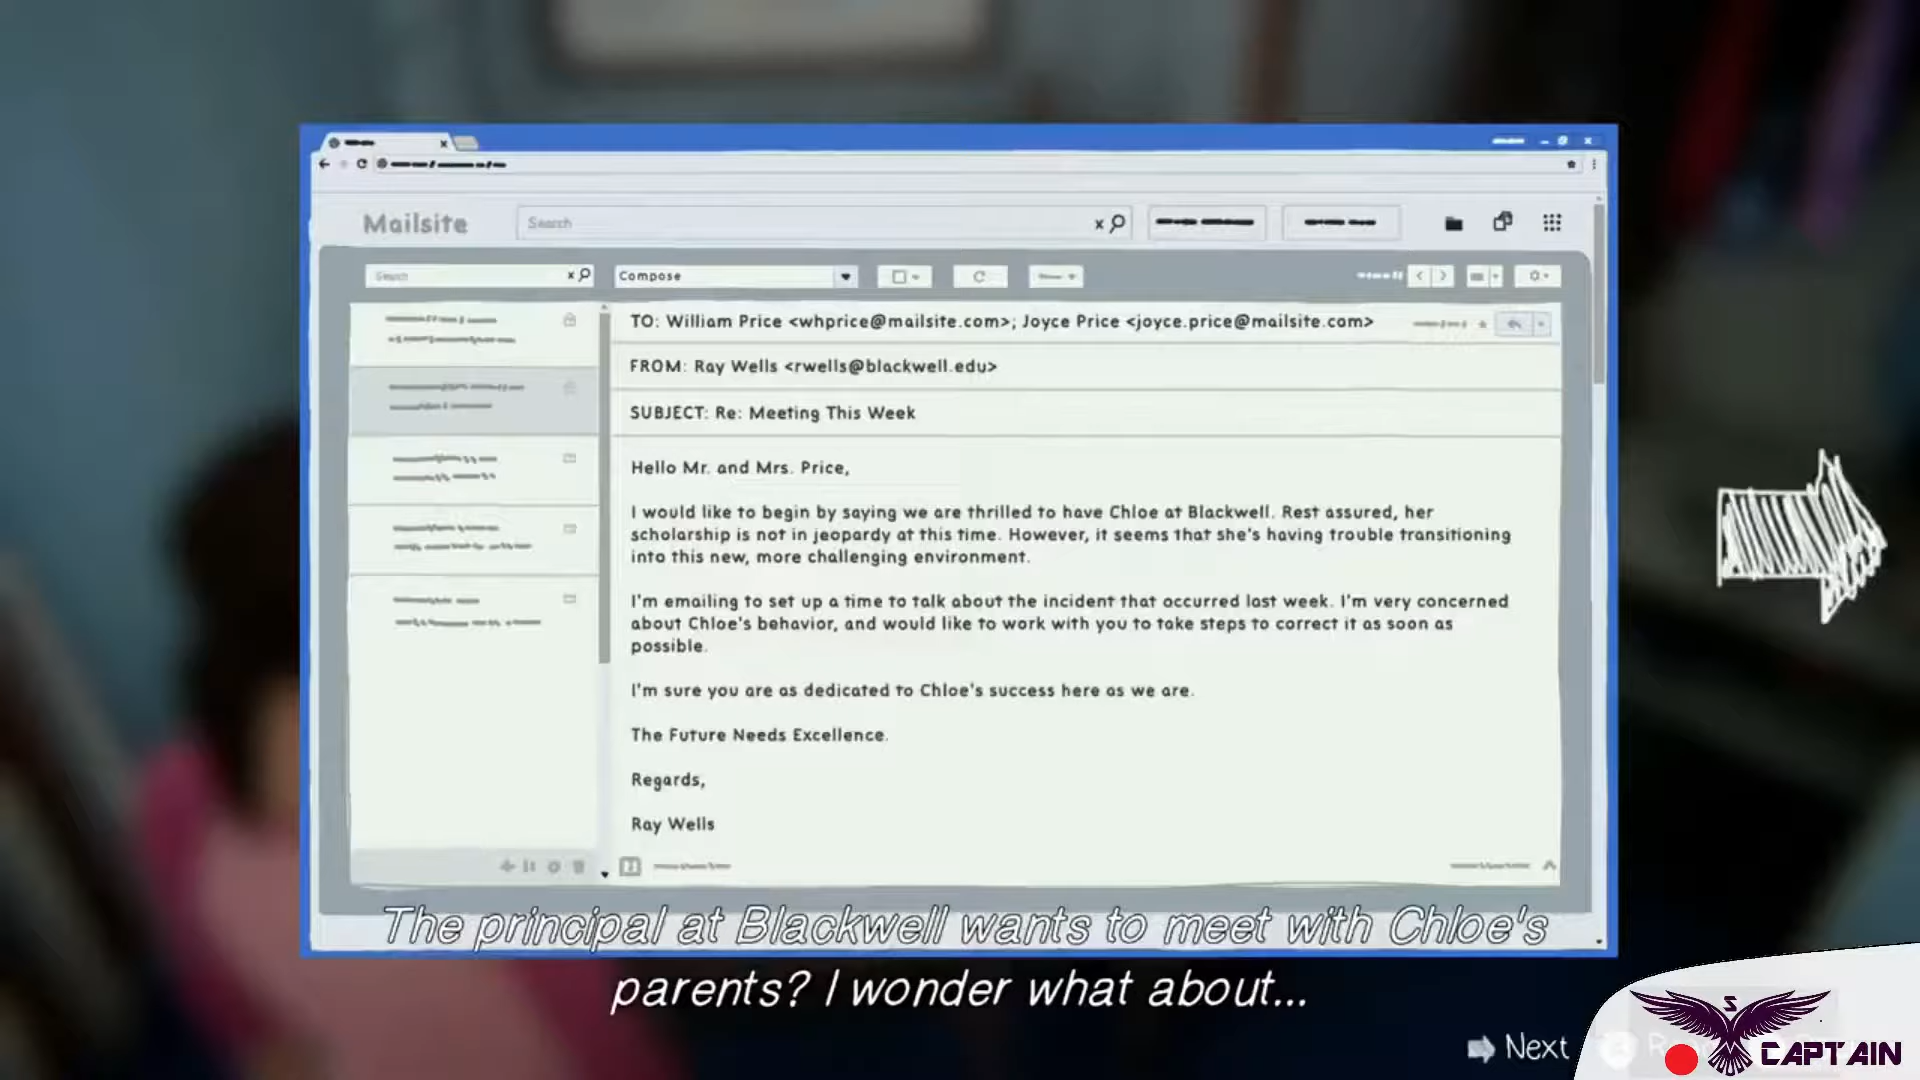 Mailsite
Search
Search
Compose
TO: William Price <whprice@mailsite.com>; Joyce Price <joyce.price@mailsite.com>
FROM: Ray Wells <rwells@blackwell.edu>
SUBJECT: Re: Meeting This Week
Hello Mr. and Mrs. Price,
I would like to begin by saying we are thrilled to have Chloe at Blackwell. Rest assured, her
scholarship is not in jeopardy at this time. However, it seems that she's having trouble transitioning
into this new, more challenging environment.
I'm emailing to set up a time to talk about the incident that occurred last week. I'm very concerned
about Chloe's behavior, and would like to work with you to take steps to correct it as soon as
possible.
I'm sure you are as dedicated to Chloe's success here as we are.
The Future Needs Excellence.
Regards,
Ray Wells
The principal at Blackwell wants to meet with Chloe's
parents? I wonder what about...
Next
S
CAPTAIN